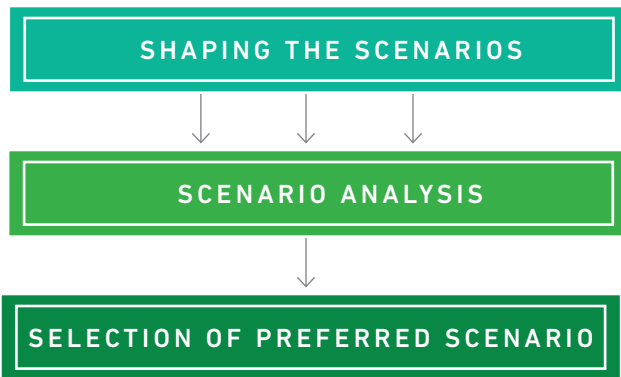 SHAPING THE SCENARIOS
SCENARIO ANALYSIS
SELECTION OF PREFERRED SCENARIO